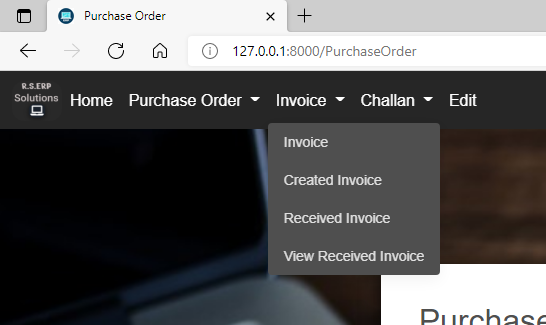 Purchase Order
127.0.0.1:8000/PurchaseOrder
R.S.ERP
Solutions
Home Purchase Order Invoice Challan Edit
Invoice
Created Invoice
Received Invoice
View Received Invoice
Purchase